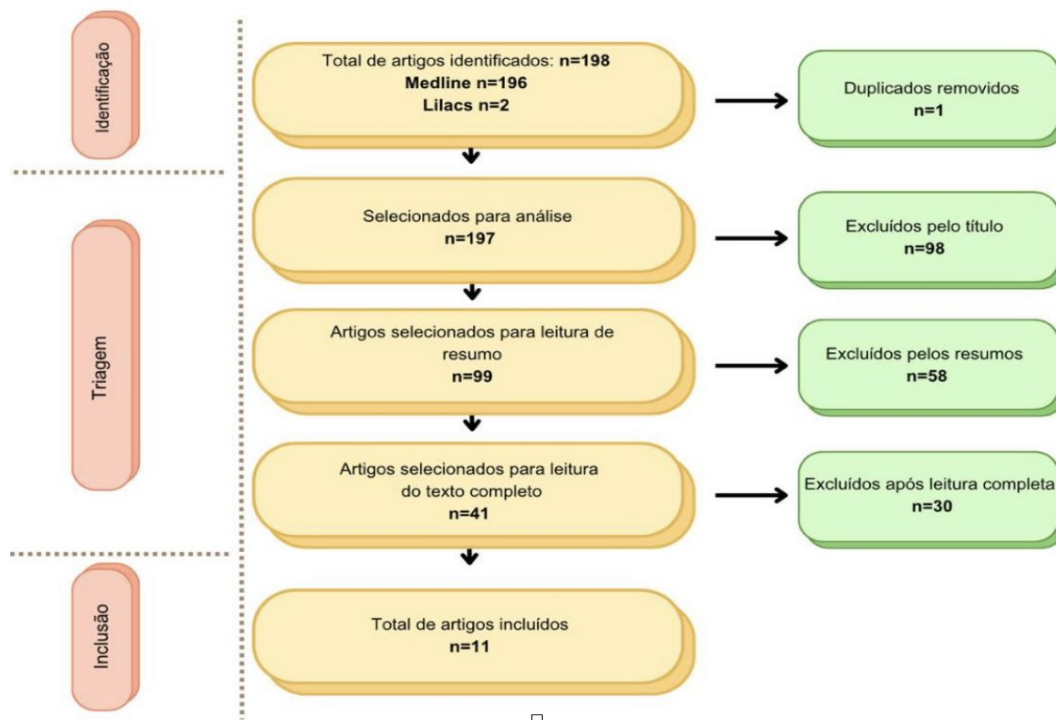 Identificação
Total de artigos identificados: n=198
Medline n=196
Lilacs n=2
Duplicados removidos
n=1
Triagem
Selecionados para análise
n=197
Excluídos pelo título
n=98
Artigos selecionados para leitura de
resumo
n=99
Excluídos pelos resumos
n=58
Artigos selecionados para leitura
do texto completo
n=41
Excluídos após leitura completa
n=30
Inclusão
Total de artigos incluídos
n=11